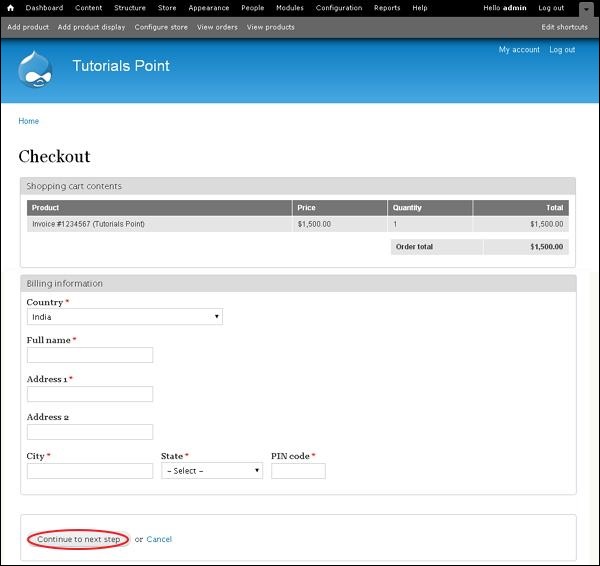 Dashboard Content Structure Store Appearance People Modules Configuration Reports Help Hello admin Log out
Add product Add product display Configure store View orders View products Edit shortcuts
My account Log out
Tutorials Point
Home
Checkout
Shopping cart contents
Product Price Quantity Total
Invoice #1234567 (Tutorials Point) $1,500.00 1 $1,500.00
Order total $1,500.00
Billing information
Country *
India
Full name *
Address 1 *
Address 2
City * State * PIN code *
– Select –
Continue to next step or Cancel